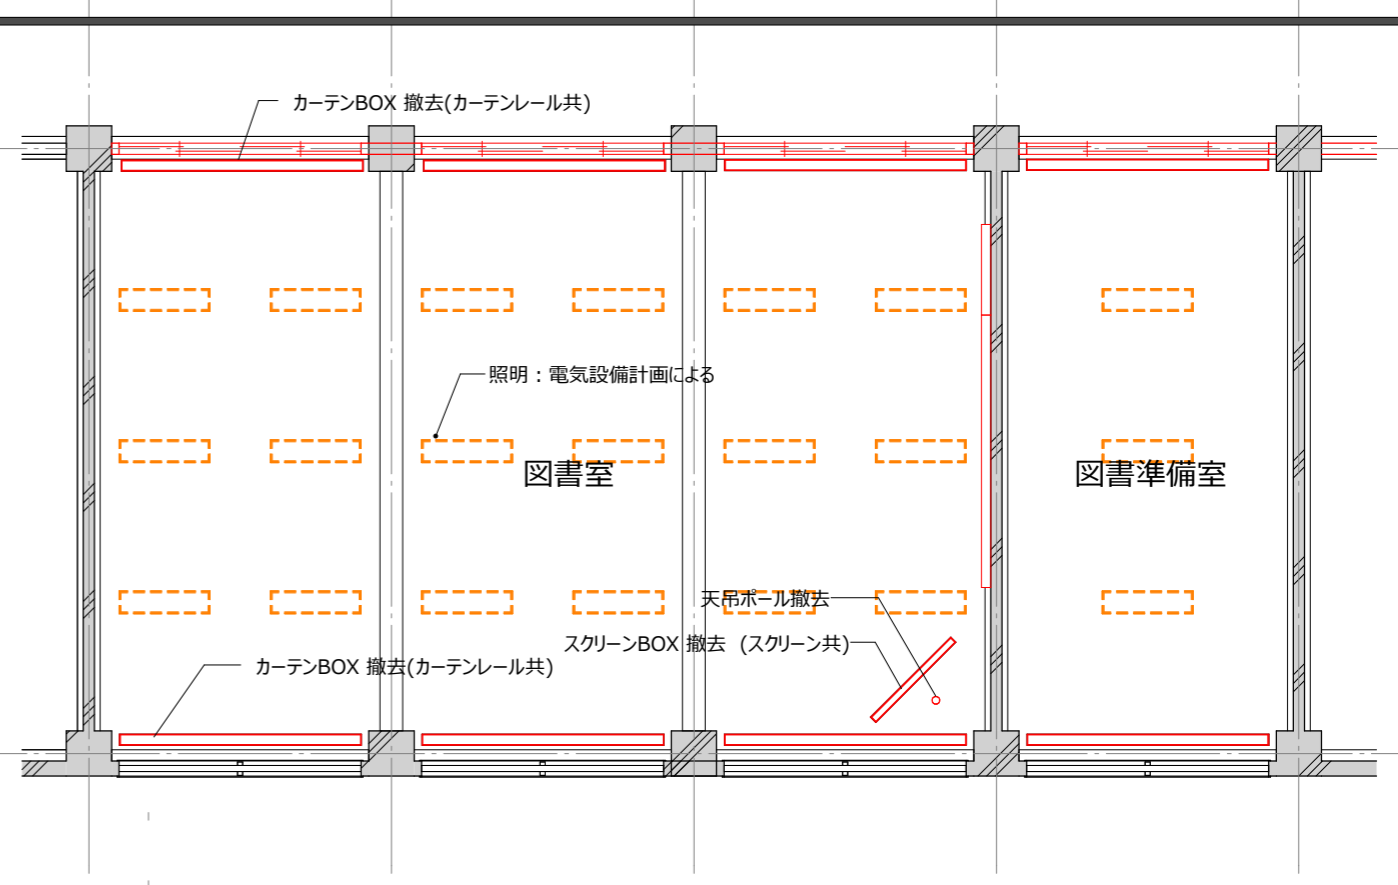 カーテンBOX 撤去(カーテンレール共)
照明：電気設備計画による
図書室
図書準備室
天吊ポール撤去
スクリーンBOX 撤去 (スクリーン共)
カーテンBOX 撤去(カーテンレール共)